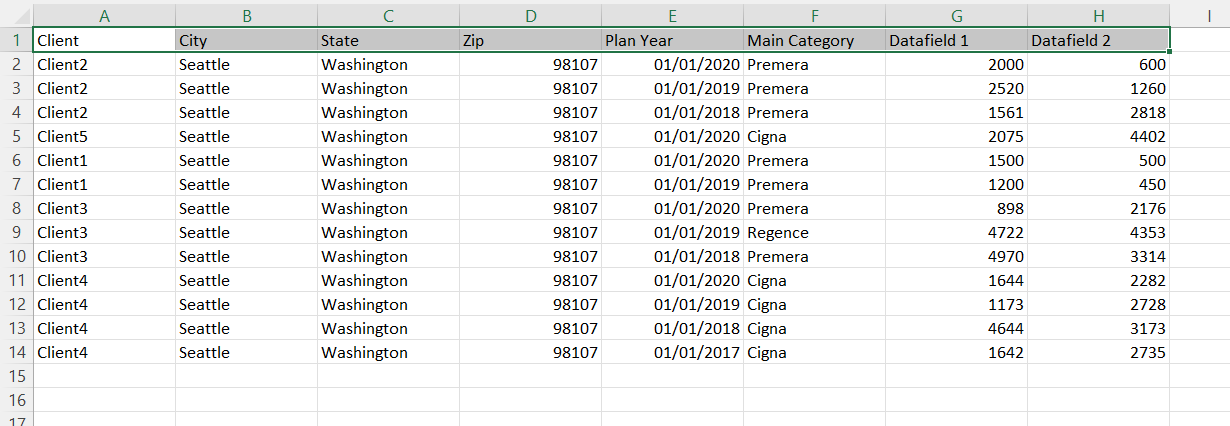 A B C D E F G H I
1 Client City State Zip Plan Year Main Category Datafield 1 Datafield 2
2 Client2 Seattle Washington 98107 01/01/2020 Premera 2000 600
3 Client2 Seattle Washington 98107 01/01/2019 Premera 2520 1260
4 Client2 Seattle Washington 98107 01/01/2018 Premera 1561 2818
5 Client5 Seattle Washington 98107 01/01/2020 Cigna 2075 4402
6 Client1 Seattle Washington 98107 01/01/2020 Premera 1500 500
7 Client1 Seattle Washington 98107 01/01/2019 Premera 1200 450
8 Client3 Seattle Washington 98107 01/01/2020 Premera 898 2176
9 Client3 Seattle Washington 98107 01/01/2019 Regence 4722 4353
10 Client3 Seattle Washington 98107 01/01/2018 Premera 4970 3314
11 Client4 Seattle Washington 98107 01/01/2020 Cigna 1644 2282
12 Client4 Seattle Washington 98107 01/01/2019 Cigna 1173 2728
13 Client4 Seattle Washington 98107 01/01/2018 Cigna 4644 3173
14 Client4 Seattle Washington 98107 01/01/2017 Cigna 1642 2735
15
16
17